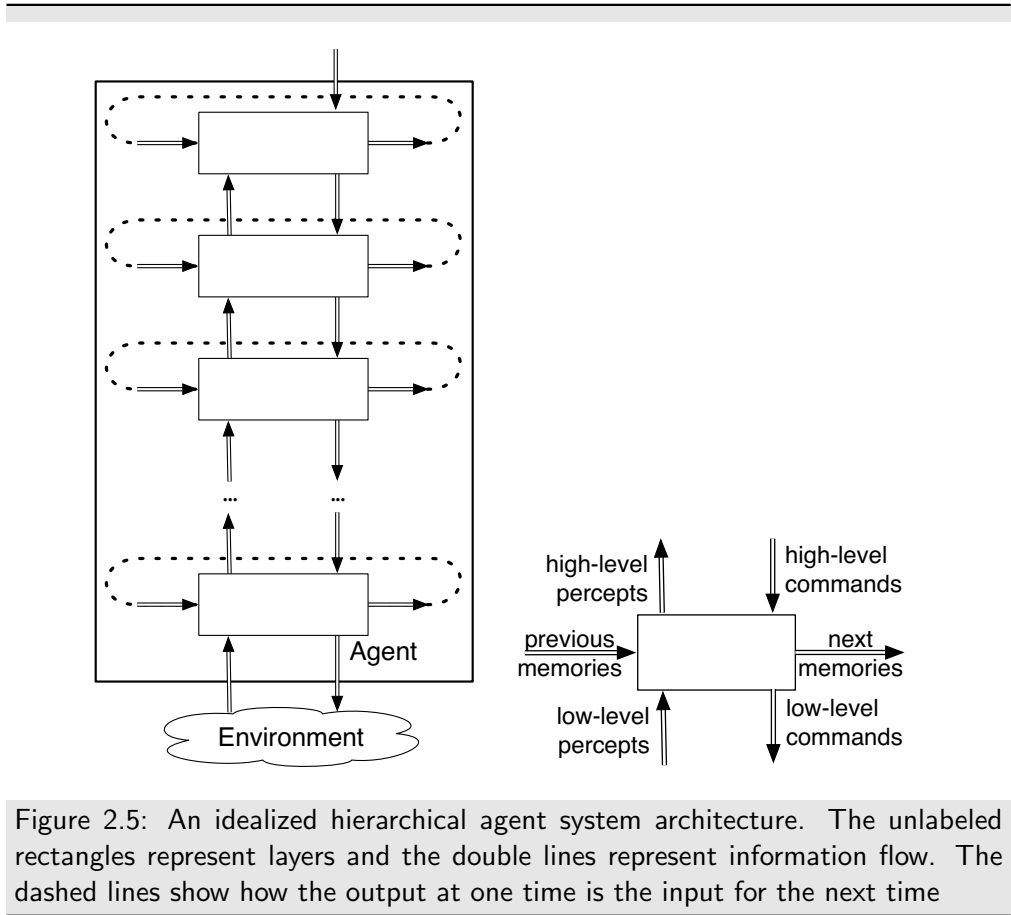 ...
...
Agent
Environment
high-level
percepts
high-level
commands
previous
memories
next
memories
low-level
percepts
low-level
commands
Figure 2.5: An idealized hierarchical agent system architecture. The unlabeled
rectangles represent layers and the double lines represent information flow. The
dashed lines show how the output at one time is the input for the next time